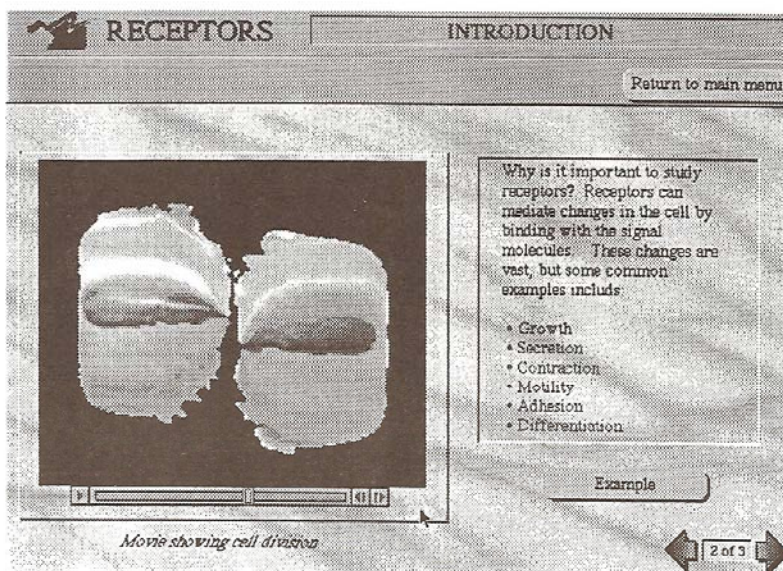 RECEPTORS
INTRODUCTION
Return to main menu
Why is it important to study
receptors? Receptors can
mediate changes in the cell by
binding with the signal
molecules. These changes are
vast, but some common
examples include
• Growth
• Secretion
• Contraction
• Motility
• Adhesion
• Differentiation
Example
Movie showing cell division
2 of 3